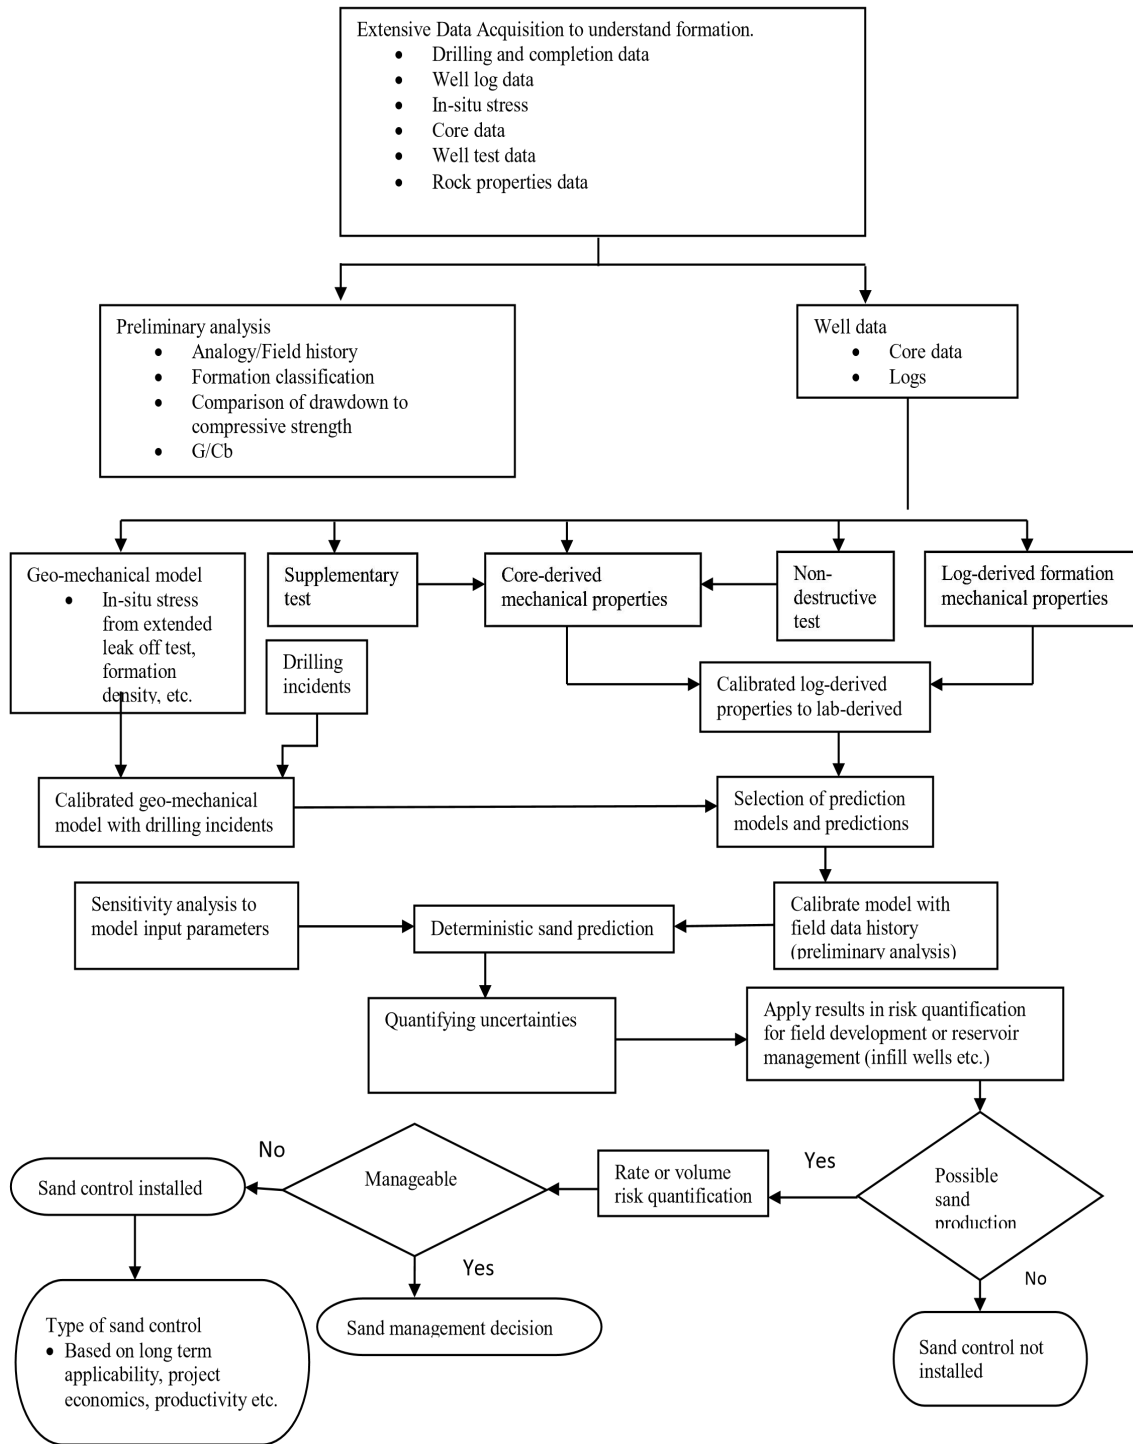 Extensive Data Acquisition to understand formation.
• Drilling and completion data
• Well log data
• In-situ stress
• Core data
• Well test data
• Rock properties data
Preliminary analysis
• Analogy/Field history
• Formation classification
• Comparison of drawdown to
compressive strength
• G/Cb
Well data
• Core data
• Logs
Geo-mechanical model
• In-situ stress
from extended
leak off test,
formation
density, etc.
Supplementary
test
Core-derived
mechanical properties
Non-
destructive
test
Log-derived formation
mechanical properties
Drilling
incidents
Calibrated log-derived
properties to lab-derived
Calibrated geo-mechanical
model with drilling incidents
Selection of prediction
models and predictions
Sensitivity analysis to
model input parameters
Deterministic sand prediction
Calibrate model with
field data history
(preliminary analysis)
Quantifying uncertainties
Apply results in risk quantification
for field development or reservoir
management (infill wells etc.)
Possible
sand
production
Yes
Rate or volume
risk quantification
Manageable
No
Sand control installed
Yes
No
Type of sand control
• Based on long term
applicability, project
economics, productivity etc.
Sand management decision
Sand control not
installed